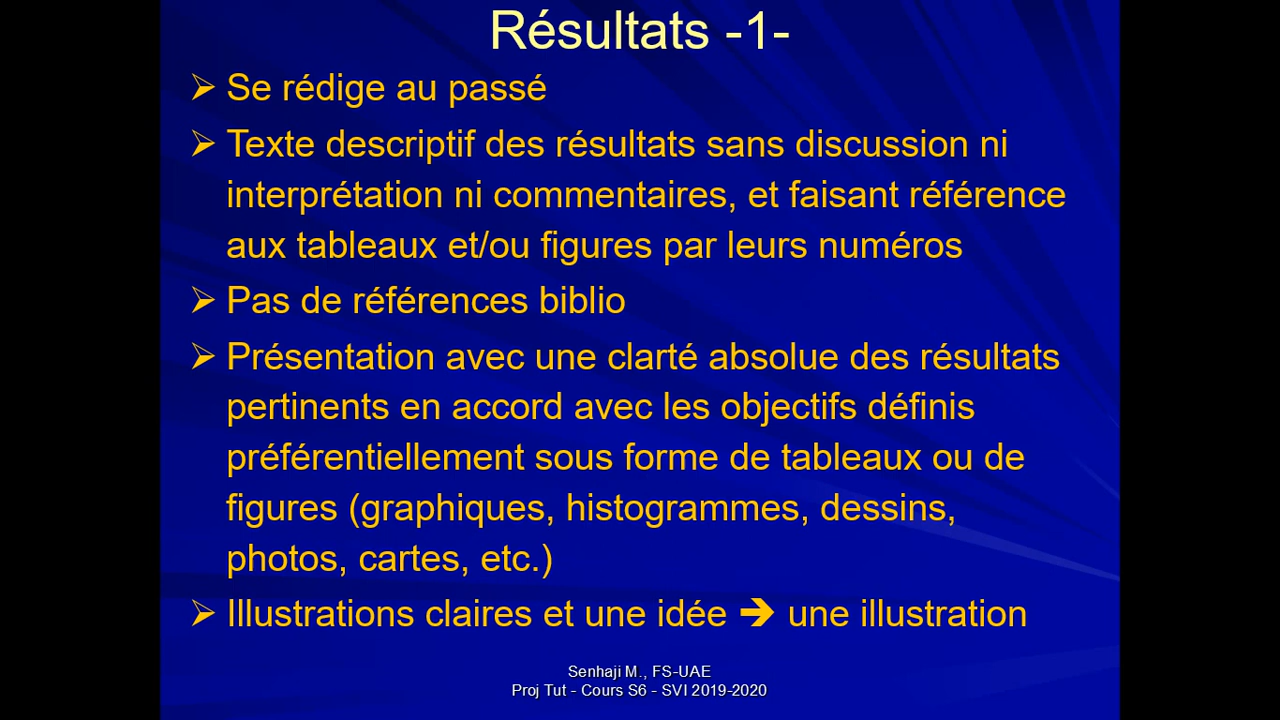 Résultats -1-
➢ Se rédige au passé
➢ Texte descriptif des résultats sans discussion ni
interprétation ni commentaires, et faisant référence
aux tableaux et/ou figures par leurs numéros
➢ Pas de références biblio
➢ Présentation avec une clarté absolue des résultats
pertinents en accord avec les objectifs définis
préférentiellement sous forme de tableaux ou de
figures (graphiques, histogrammes, dessins,
photos, cartes, etc.)
➢ Illustrations claires et une idée ➔ une illustration
Senhaji M., FS-UAE
Proj Tut - Cours S6 - SVI 2019-2020